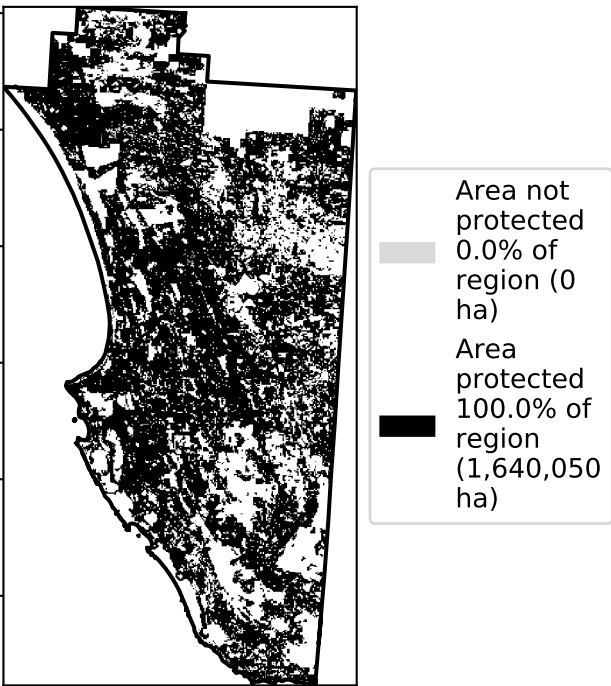 Area not
protected
0.0% of
region (0
ha)
Area
protected
100.0% of
region
(1,640,050
ha)